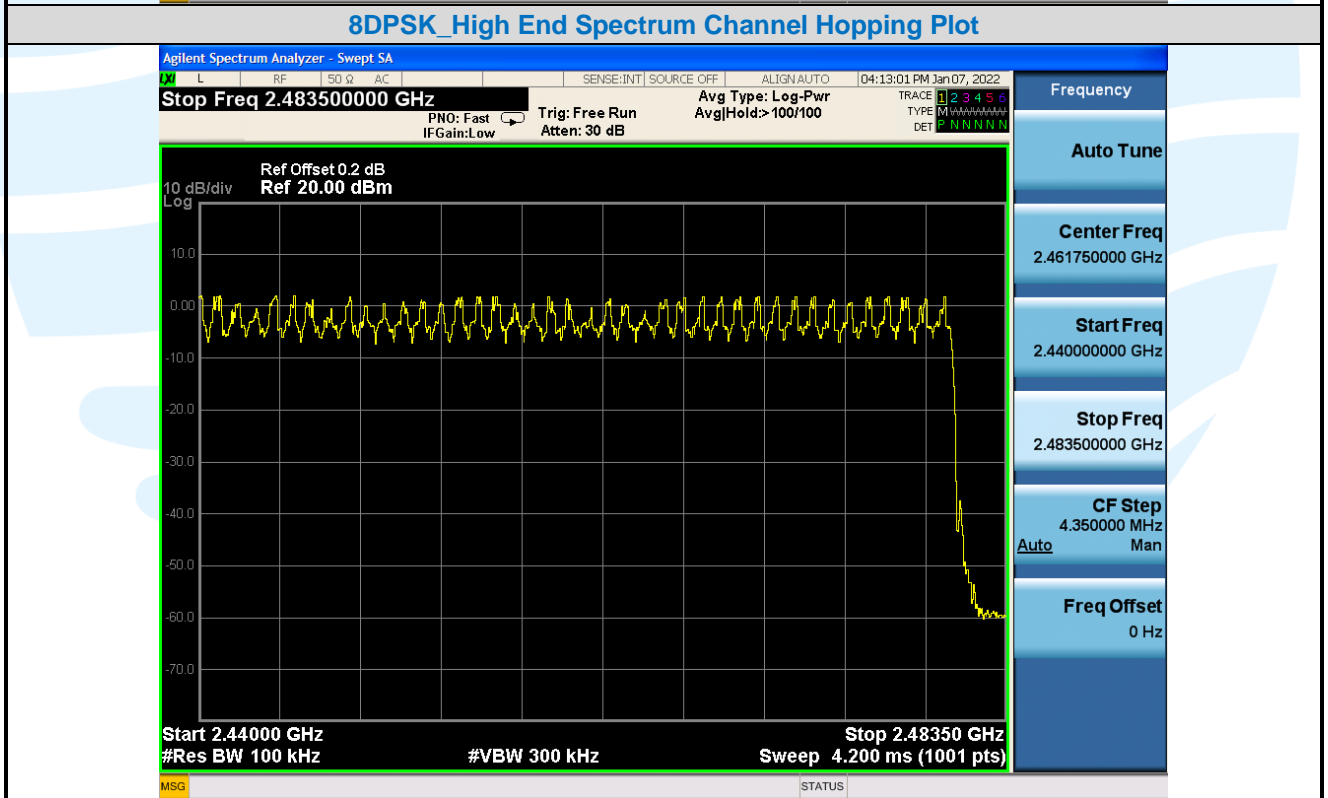 8DPSK_High End Spectrum Channel Hopping Plot
Agilent Spectrum Analyzer - Swept SA
LXI L RF 50 Ω AC SENSE:INT SOURCE OFF ALIGN AUTO 04:13:01 PM Jan 07, 2022
Stop Freq 2.483500000 GHz
PNO: Fast
IFGain:Low
Trig: Free Run
Atten: 30 dB
Avg Type: Log-Pwr
Avg|Hold:>100/100
TRACE 1 2 3 4 5 6
TYPE M WWWWW
DET P N N N N N
Frequency
Auto Tune
Center Freq
2.461750000 GHz
Start Freq
2.440000000 GHz
Stop Freq
2.483500000 GHz
CF Step
4.350000 MHz
Auto Man
Freq Offset
0 Hz
Ref Offset 0.2 dB
10 dB/div Ref 20.00 dBm
Log
10.0
0.00
-10.0
-20.0
-30.0
-40.0
-50.0
-60.0
-70.0
Start 2.44000 GHz Stop 2.48350 GHz
#Res BW 100 kHz #VBW 300 kHz Sweep 4.200 ms (1001 pts)
MSG STATUS